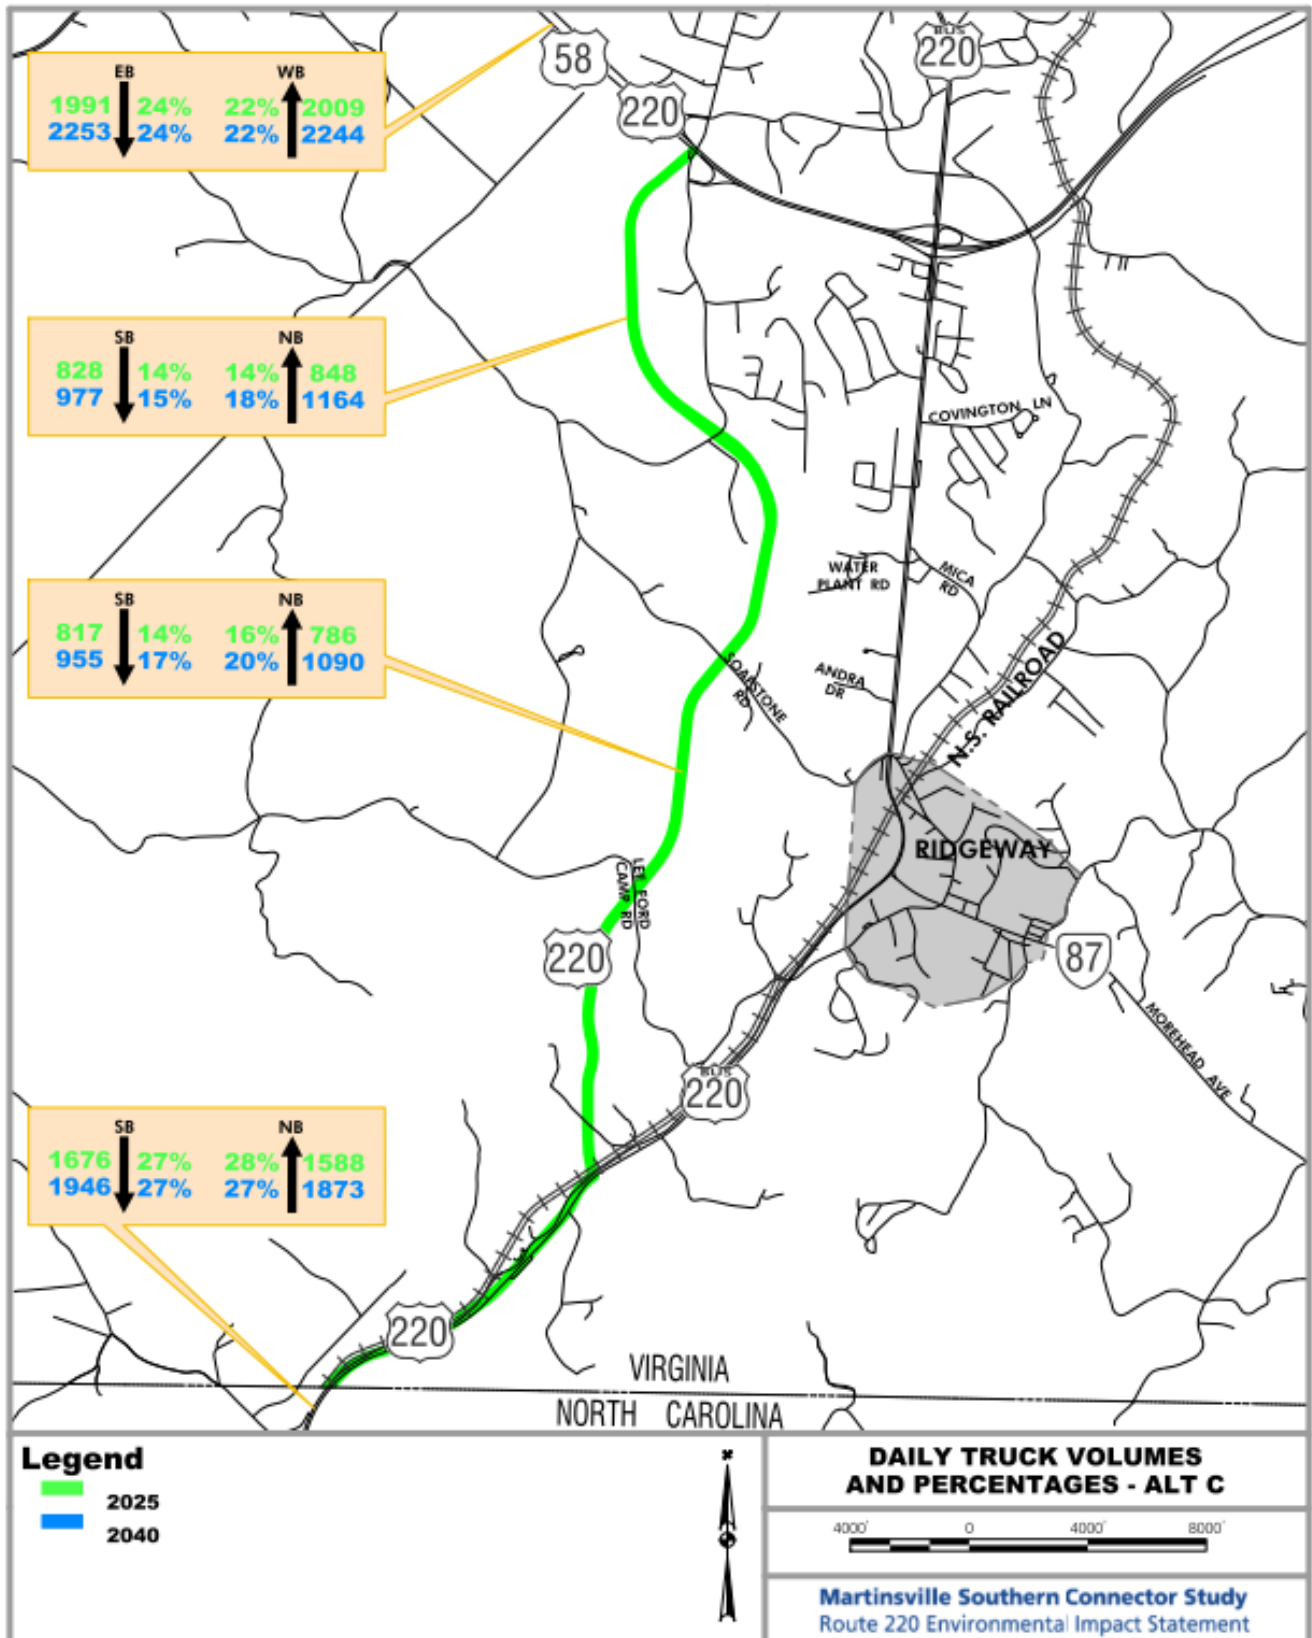 58
220
BUS
220
EB WB
1991 24% 22% 2009
2253 24% 22% 2244
SB NB
828 14% 14% 848
977 15% 18% 1164
COVINGTON LN
WATER
PLANT RD
MICA
RD
SB NB
817 14% 16% 786
955 17% 20% 1090
SOAPSTONE
RD
ANDRA
DR
N.S. RAILROAD
RIDGEWAY
CAMP RD
220
87
MOREHEAD AVE
BUS
220
SB NB
1676 27% 28% 1588
1946 27% 27% 1873
220
VIRGINIA
NORTH CAROLINA
Legend
2025
2040
DAILY TRUCK VOLUMES
AND PERCENTAGES - ALT C
4000' 0 4000' 8000'
Martinsville Southern Connector Study
Route 220 Environmental Impact Statement